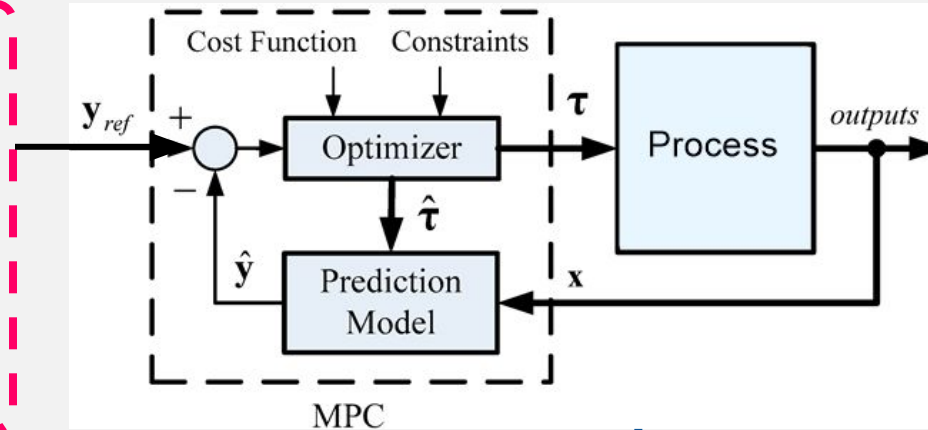 Cost Function
Constraints
y_ref
+
−
Optimizer
τ
Process
outputs
τ̂
ŷ
Prediction
Model
x
MPC